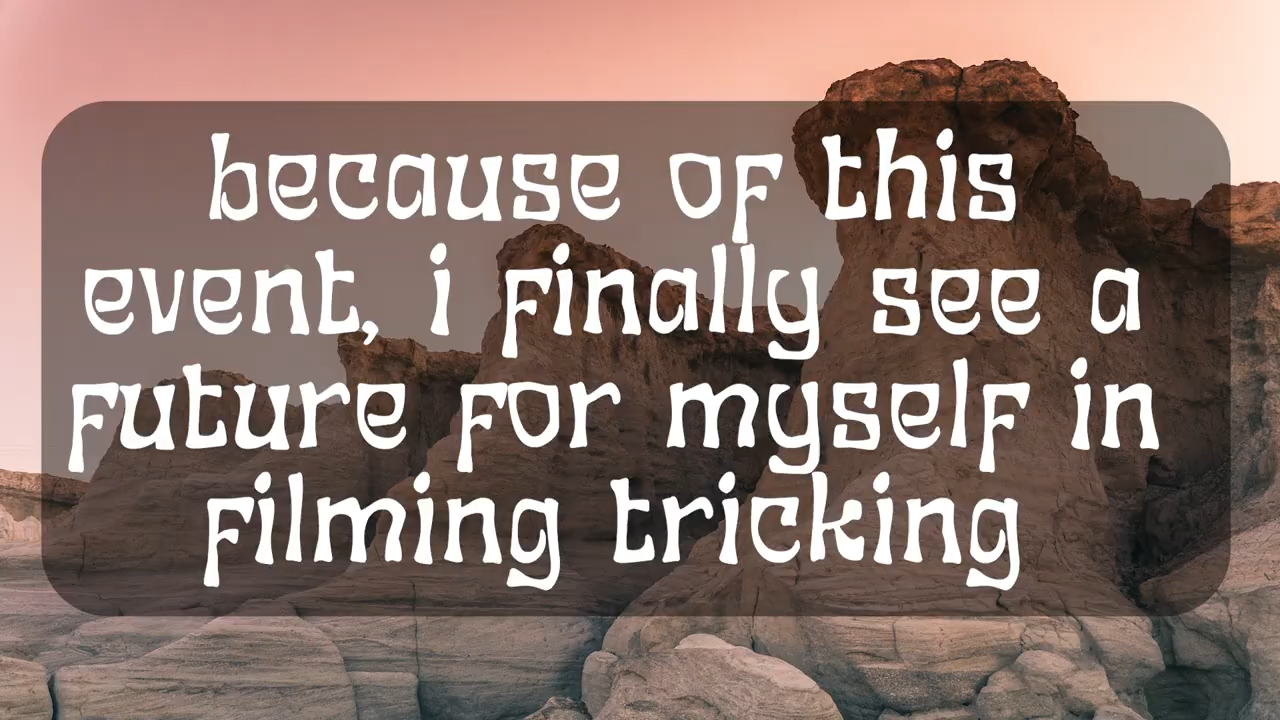 because of this
event, i finally see a
future for myself in
filming tricking